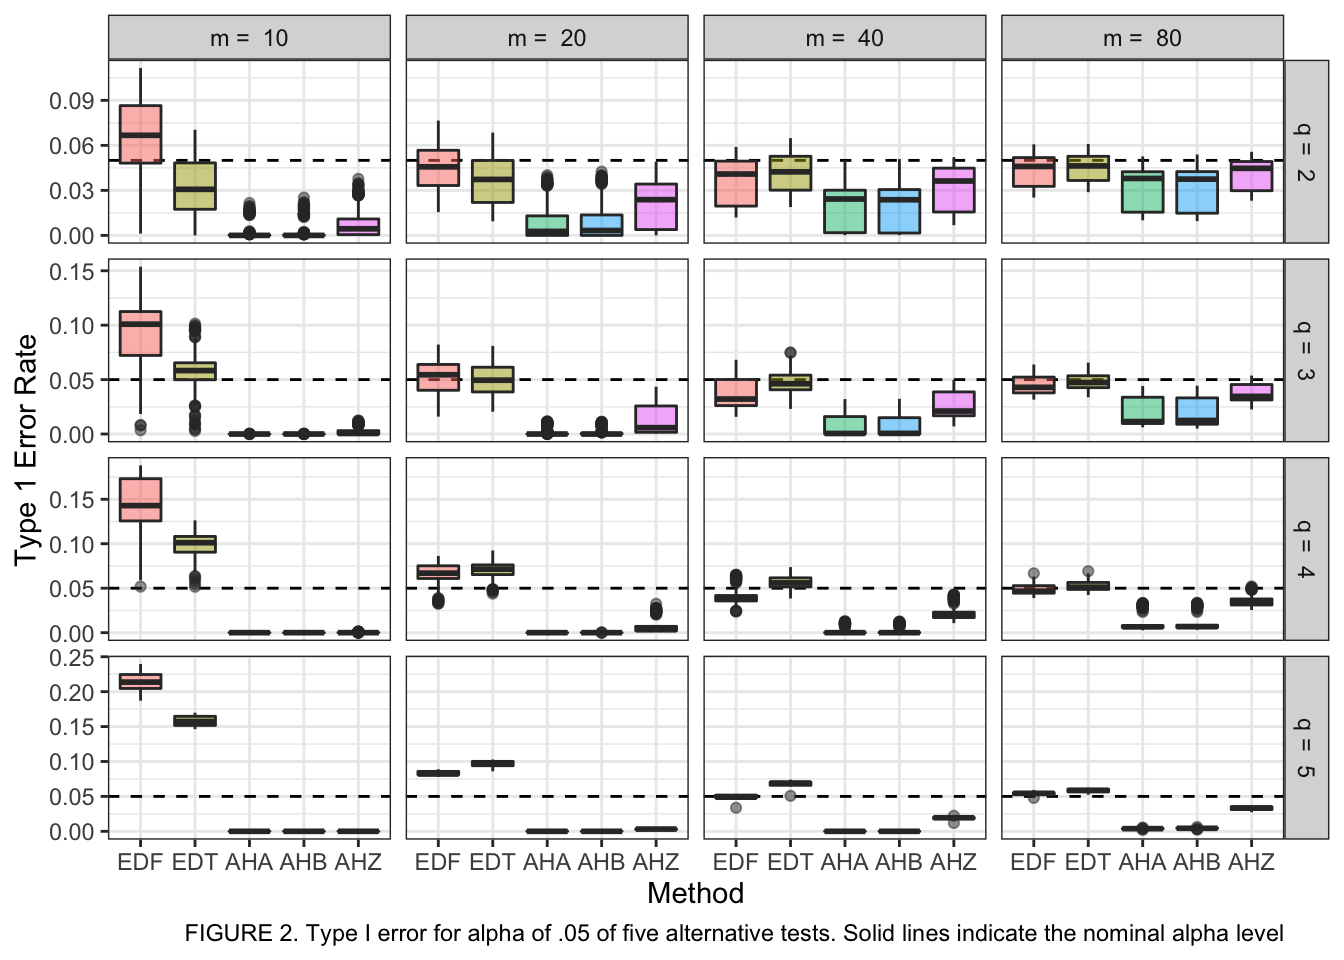 m =  10
m =  20
m =  40
m =  80
0.09
0.06
0.03
0.00
q = 2
0.15
0.10
0.05
0.00
q = 3
0.15
0.10
0.05
0.00
q = 4
0.25
0.20
0.15
0.10
0.05
0.00
q = 5
Type 1 Error Rate
EDF EDT AHA AHB AHZ
EDF EDT AHA AHB AHZ
EDF EDT AHA AHB AHZ
EDF EDT AHA AHB AHZ
Method
FIGURE 2. Type I error for alpha of .05 of five alternative tests. Solid lines indicate the nominal alpha level